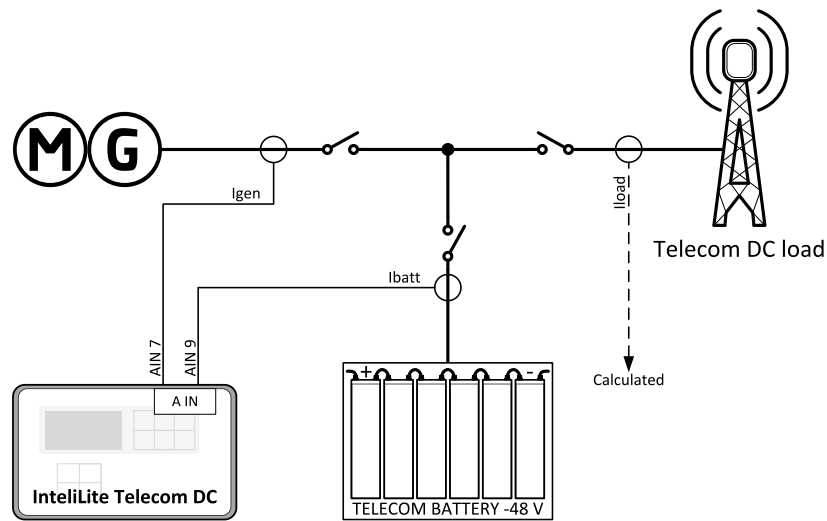 M G
Igen
Iload
Telecom DC load
Ibatt
AIN 7
AIN 9
Calculated
A IN
+ -
InteliLite Telecom DC
TELECOM BATTERY -48 V